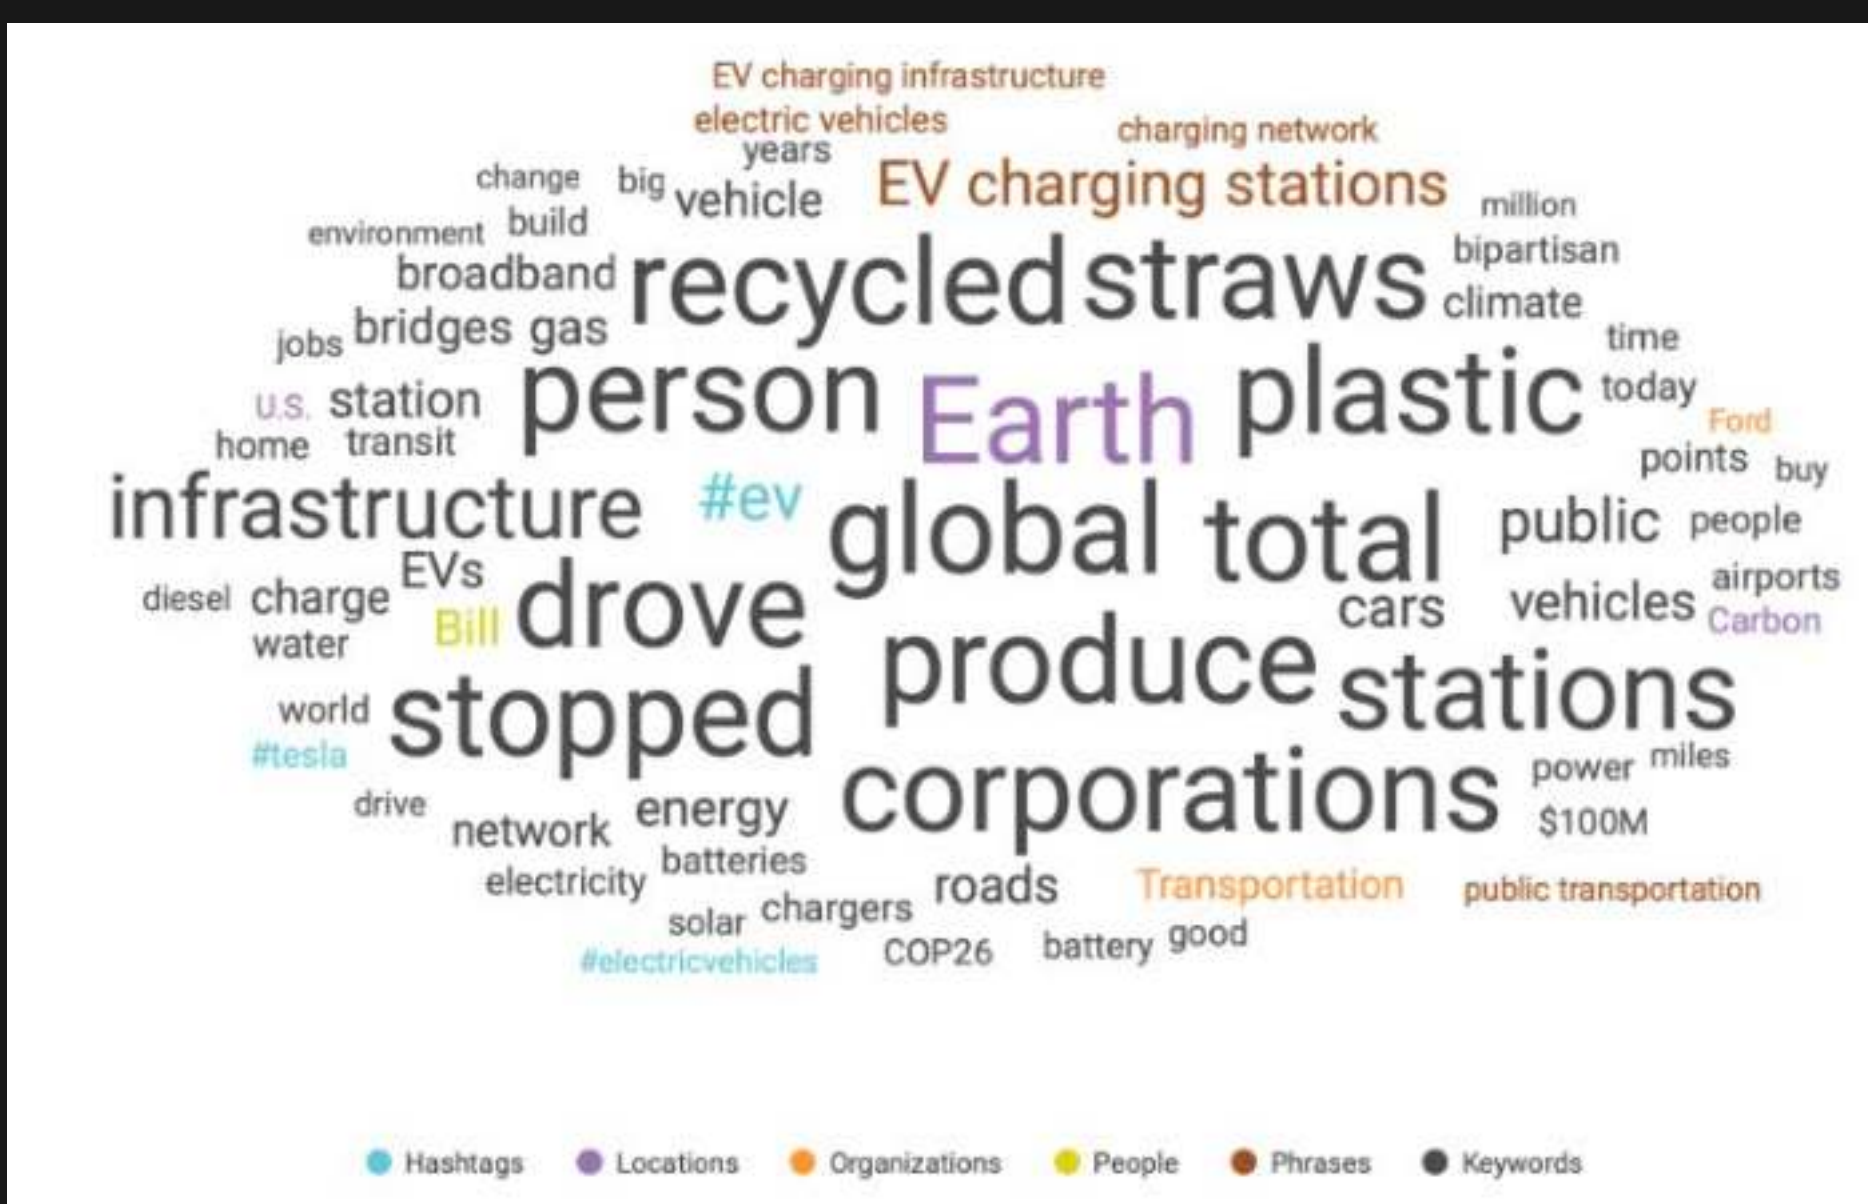 EV charging infrastructure
electric vehicles
charging network
years
change big vehicle EV charging stations million
environment build
broadband recycled straws bipartisan
climate
jobs bridges gas time
U.S. station person Earth plastic today
Ford
home transit points buy
infrastructure #ev global total public people
diesel charge EVs Bill drove cars vehicles airports
Carbon
water produce
world stopped stations
#tesla power miles
drive network energy corporations $100M
electricity batteries roads Transportation public transportation
solar chargers
#electricvehicles COP26 battery good
Hashtags Locations Organizations People Phrases Keywords